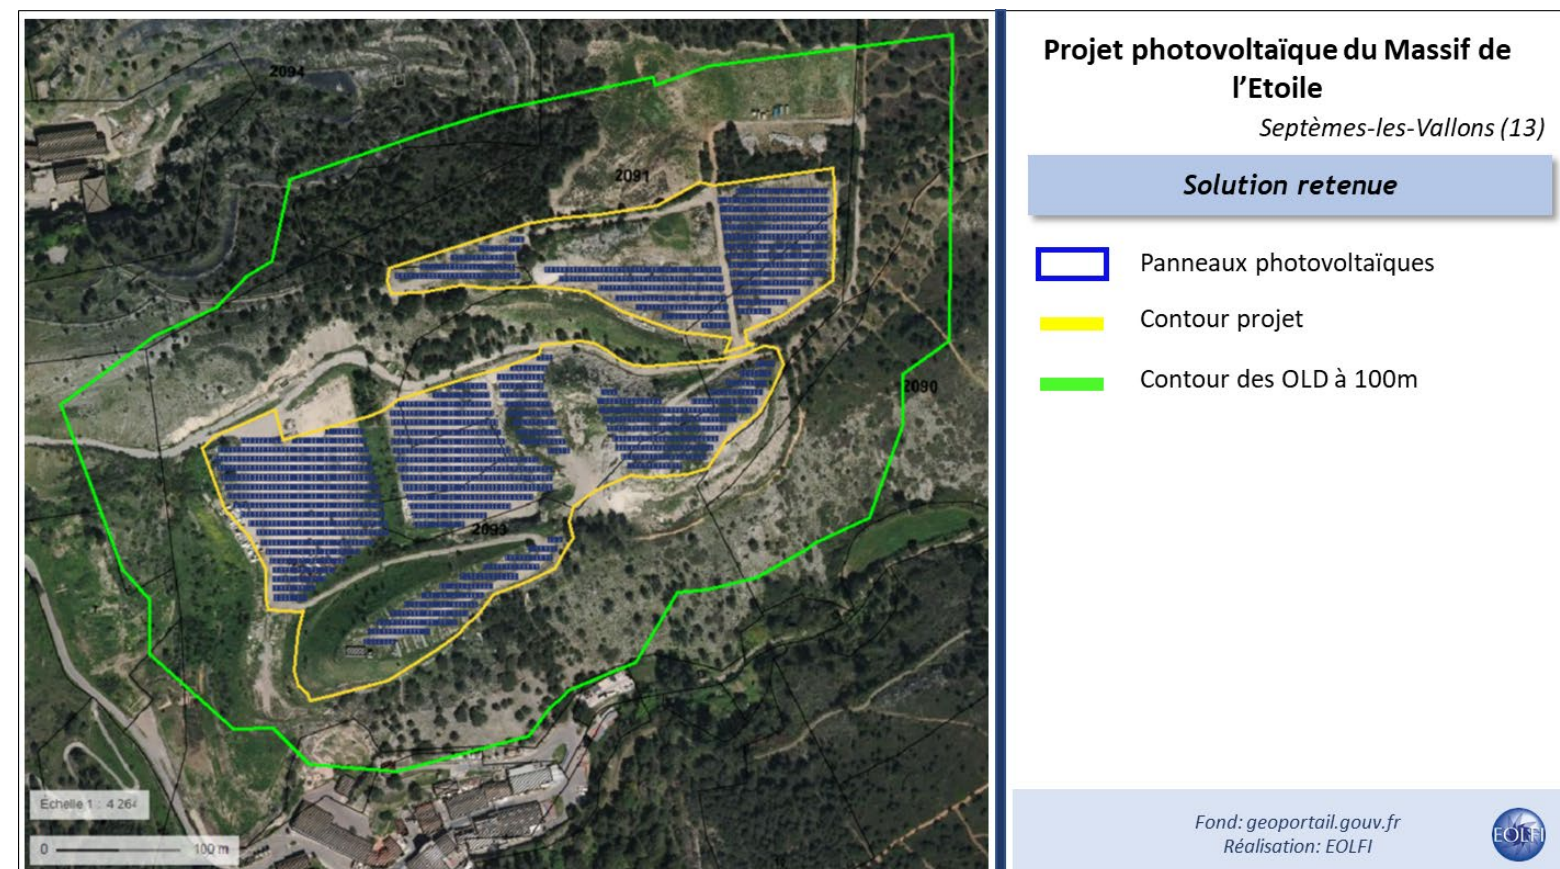 2094
2091
2090
2093
Echelle 1 : 4 264
0 100 m
Projet photovoltaïque du Massif de
l'Etoile
Septèmes-les-Vallons (13)
Solution retenue
Panneaux photovoltaïques
Contour projet
Contour des OLD à 100m
Fond: geoportail.gouv.fr
Réalisation: EOLFI
EOLFI